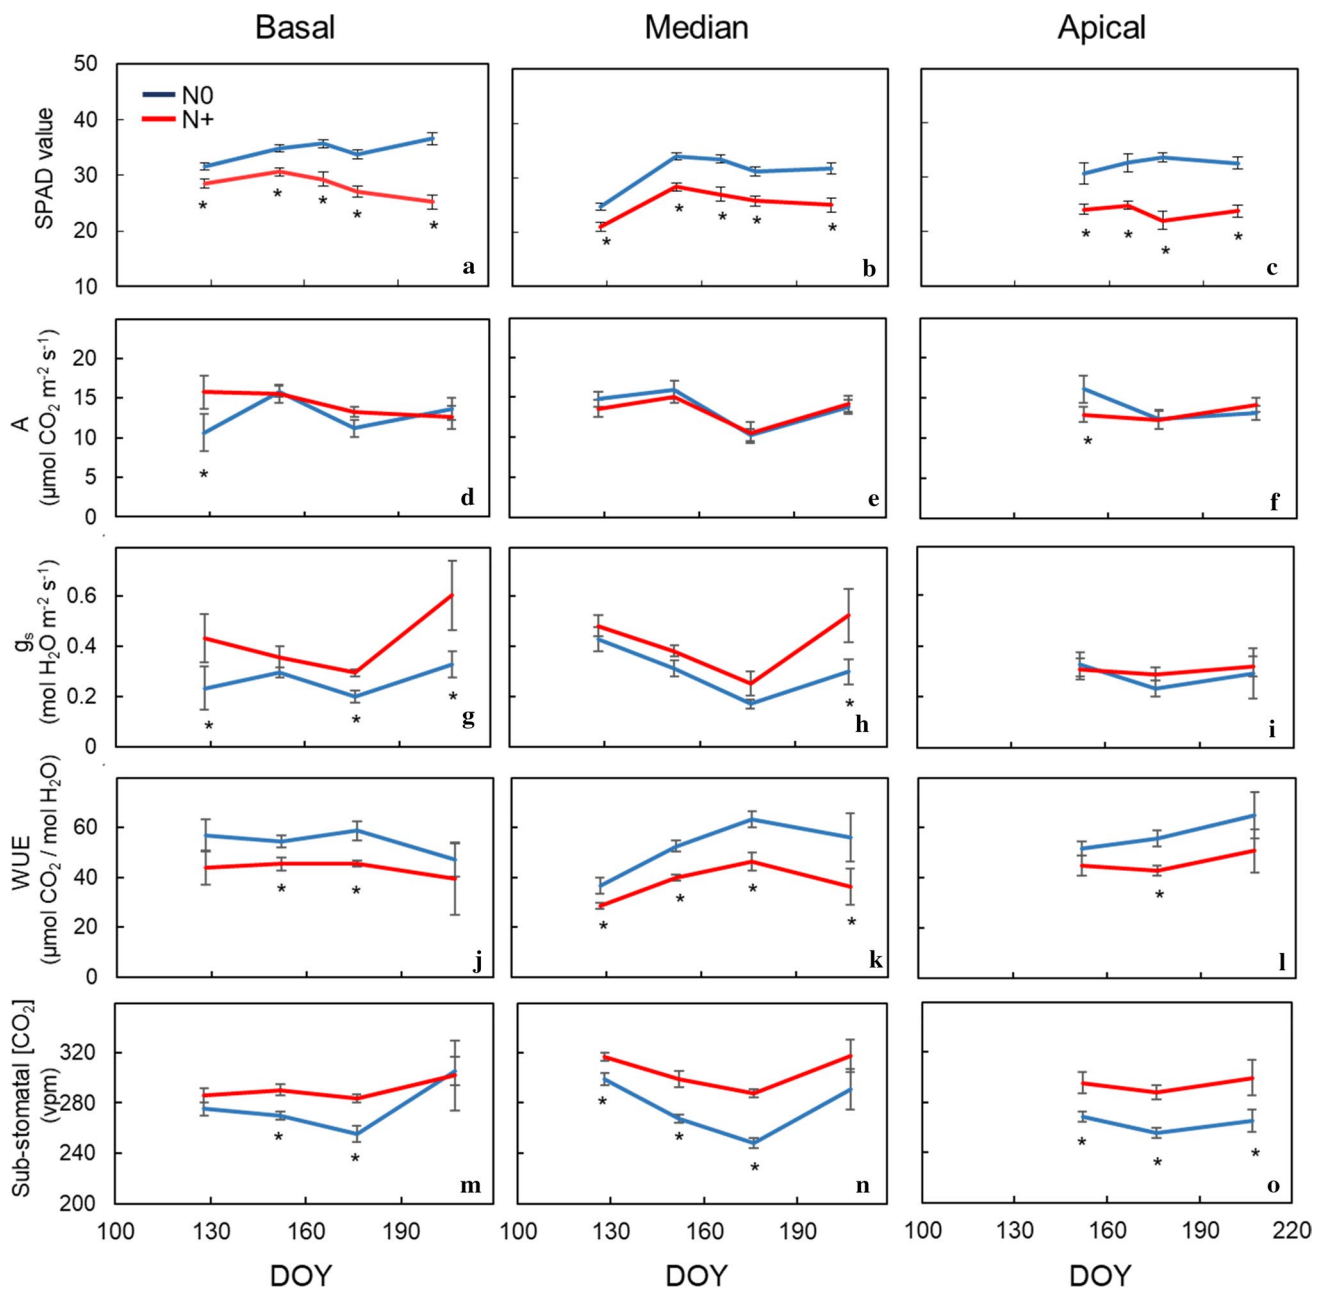 Basal Median Apical
SPAD value
50
40
30
20
10
N0
N+
* * * * *
a
* * * * *
b
* * * * *
c
A
(µmol CO₂ m⁻² s⁻¹)
20
15
10
5
0
*
d
e
*
f
gₛ
(mol H₂O m⁻² s⁻¹)
0.6
0.4
0.2
0
* * *
g
*
h
i
WUE
(µmol CO₂ / mol H₂O)
60
40
20
0
* *
j
* * * *
k
*
l
Sub-stomatal [CO₂]
(vpm)
320
280
240
200
* *
m
* * *
n
* * *
o
100 130 160 190 100 130 160 190 100 130 160 190 220
DOY DOY DOY